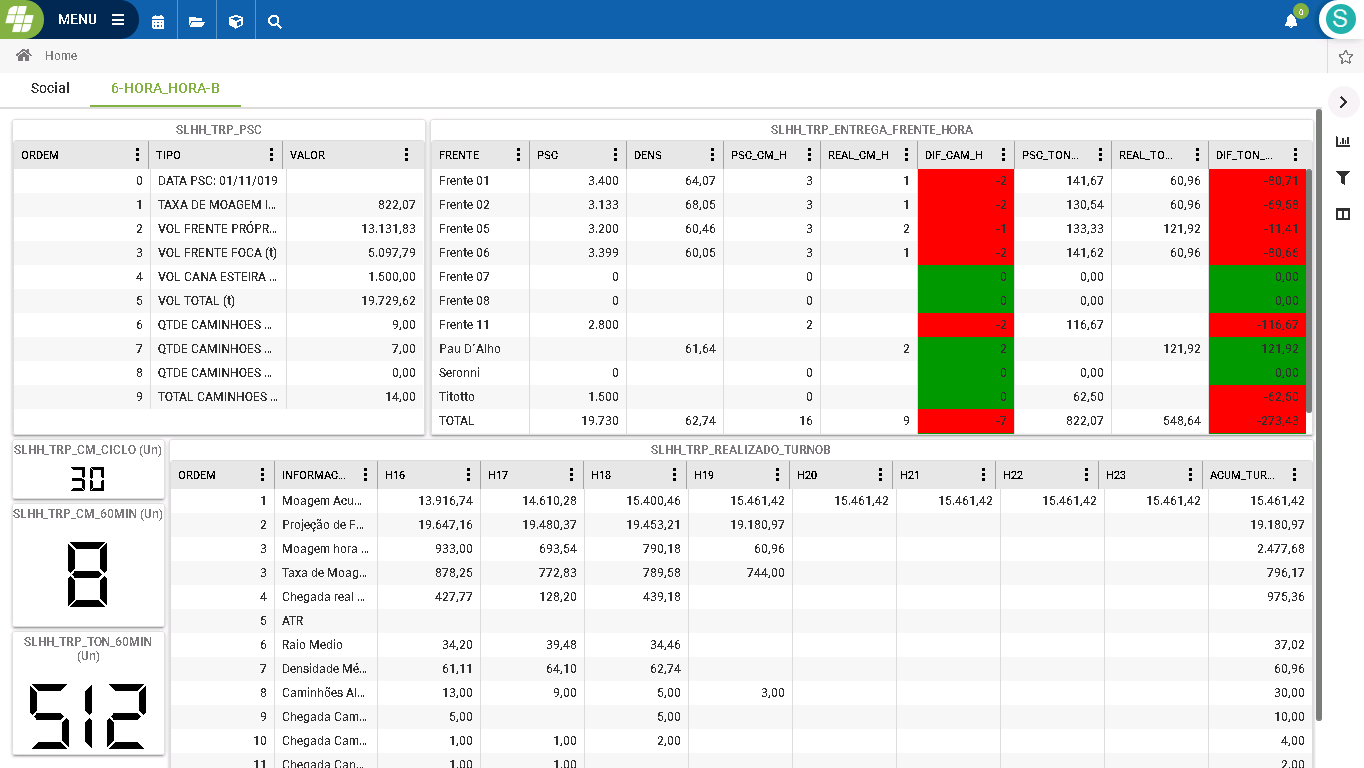 MENU
0
S
Home
Social 6-HORA_HORA-B
SLHH_TRP_PSC
ORDEM TIPO VALOR
0 DATA PSC: 01/11/019
1 TAXA DE MOAGEM I... 822,07
2 VOL FRENTE PRÓPR... 13.131,83
3 VOL FRENTE FOCA (t) 5.097,79
4 VOL CANA ESTEIRA ... 1.500,00
5 VOL TOTAL (t) 19.729,62
6 QTDE CAMINHOES ... 9,00
7 QTDE CAMINHOES ... 7,00
8 QTDE CAMINHOES ... 0,00
9 TOTAL CAMINHOES ... 14,00
SLHH_TRP_ENTREGA_FRENTE_HORA
FRENTE PSC DENS PSC_CM_H REAL_CM_H DIF_CAM_H PSC_TON... REAL_TO... DIF_TON_...
Frente 01 3.400 64,07 3 1 -2 141,67 60,96 -80,71
Frente 02 3.133 68,05 3 1 -2 130,54 60,96 -69,58
Frente 05 3.200 60,46 3 2 -1 133,33 121,92 -11,41
Frente 06 3.399 60,05 3 1 -2 141,62 60,96 -80,66
Frente 07 0 0 0 0,00 0,00
Frente 08 0 0 0 0,00 0,00
Frente 11 2.800 2 -2 116,67 -116,67
Pau D´Alho 61,64 2 2 121,92 121,92
Seronni 0 0 0 0,00 0,00
Titotto 1.500 0 0 62,50 -62,50
TOTAL 19.730 62,74 16 9 -7 822,07 548,64 -273,43
SLHH_TRP_CM_CICLO (Un)
30
SLHH_TRP_CM_60MIN (Un)
8
SLHH_TRP_TON_60MIN
(Un)
512
SLHH_TRP_REALIZADO_TURNOB
ORDEM INFORMAC... H16 H17 H18 H19 H20 H21 H22 H23 ACUM_TUR...
1 Moagem Acu... 13.916,74 14.610,28 15.400,46 15.461,42 15.461,42 15.461,42 15.461,42 15.461,42 15.461,42
2 Projeção de F... 19.647,16 19.480,37 19.453,21 19.180,97 19.180,97
3 Moagem hora ... 933,00 693,54 790,18 60,96 2.477,68
3 Taxa de Moag... 878,25 772,83 789,58 744,00 796,17
4 Chegada real ... 427,77 128,20 439,18 975,36
5 ATR
6 Raio Medio 34,20 39,48 34,46 37,02
7 Densidade Mé... 61,11 64,10 62,74 60,96
8 Caminhões Al... 13,00 9,00 5,00 3,00 30,00
9 Chegada Cam... 5,00 5,00 10,00
10 Chegada Cam... 1,00 1,00 2,00 4,00
11 Chegada Can... 1,00 1,00 2,00